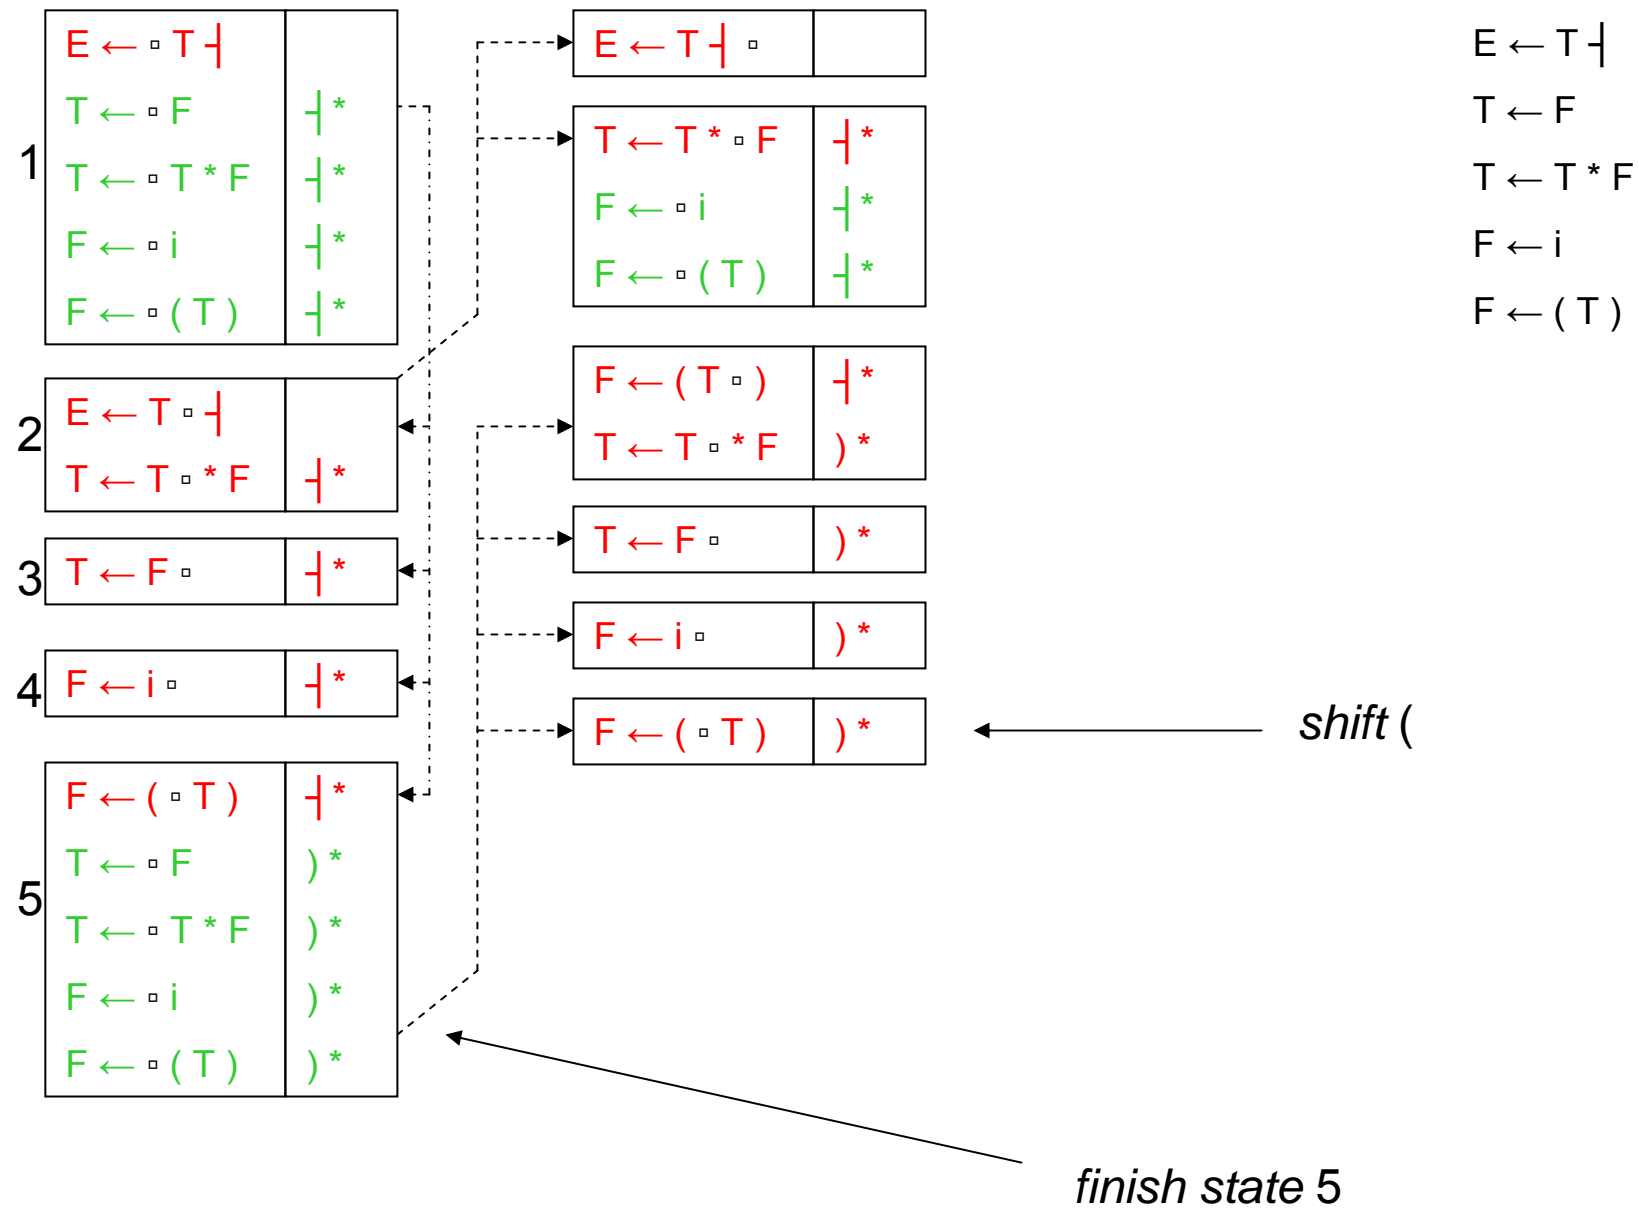 1
E ← ▫ T ┤
T ← ▫ F ┤*
T ← ▫ T * F ┤*
F ← ▫ i ┤*
F ← ▫ ( T ) ┤*
2
E ← T ▫ ┤
T ← T ▫ * F ┤*
3
T ← F ▫ ┤*
4
F ← i ▫ ┤*
5
F ← ( ▫ T ) ┤*
T ← ▫ F ) *
T ← ▫ T * F ) *
F ← ▫ i ) *
F ← ▫ ( T ) ) *
E ← T ┤ ▫
T ← T * ▫ F ┤*
F ← ▫ i ┤*
F ← ▫ ( T ) ┤*
F ← ( T ▫ ) ┤*
T ← T ▫ * F ) *
T ← F ▫ ) *
F ← i ▫ ) *
F ← ( ▫ T ) ) *
shift (
finish state 5
E ← T ┤
T ← F
T ← T * F
F ← i
F ← ( T )